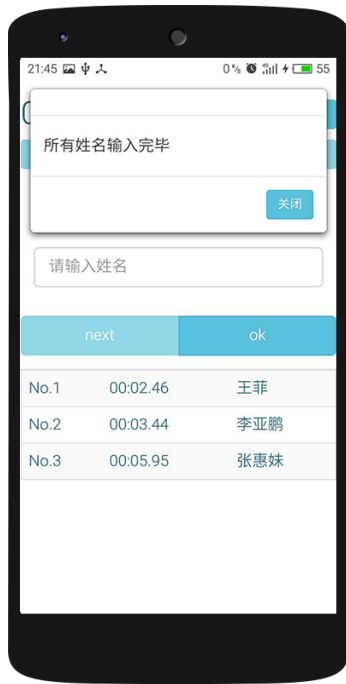 21:45 0% 4G 55
所有姓名输入完毕
关闭
请输入姓名
next ok
No.1 00:02.46 王菲
No.2 00:03.44 李亚鹏
No.3 00:05.95 张惠妹